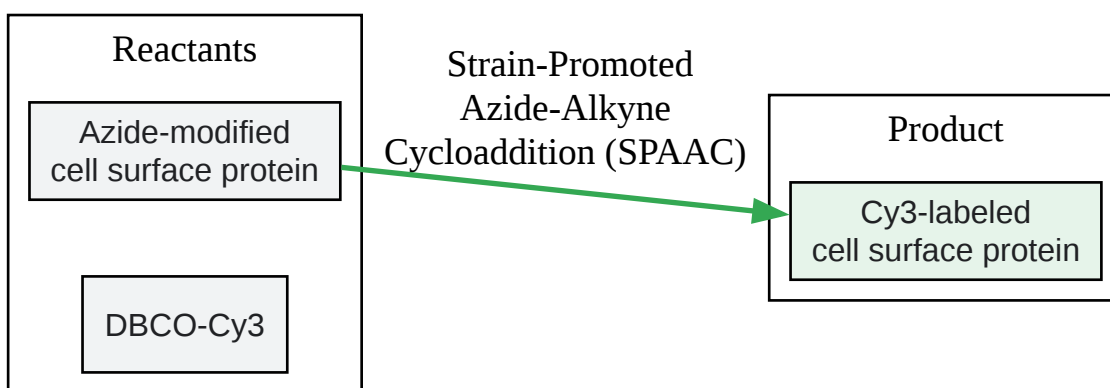 Reactants
Azide-modified
cell surface protein
DBCO-Cy3
Strain-Promoted
Azide-Alkyne
Cycloaddition (SPAAC)
Product
Cy3-labeled
cell surface protein